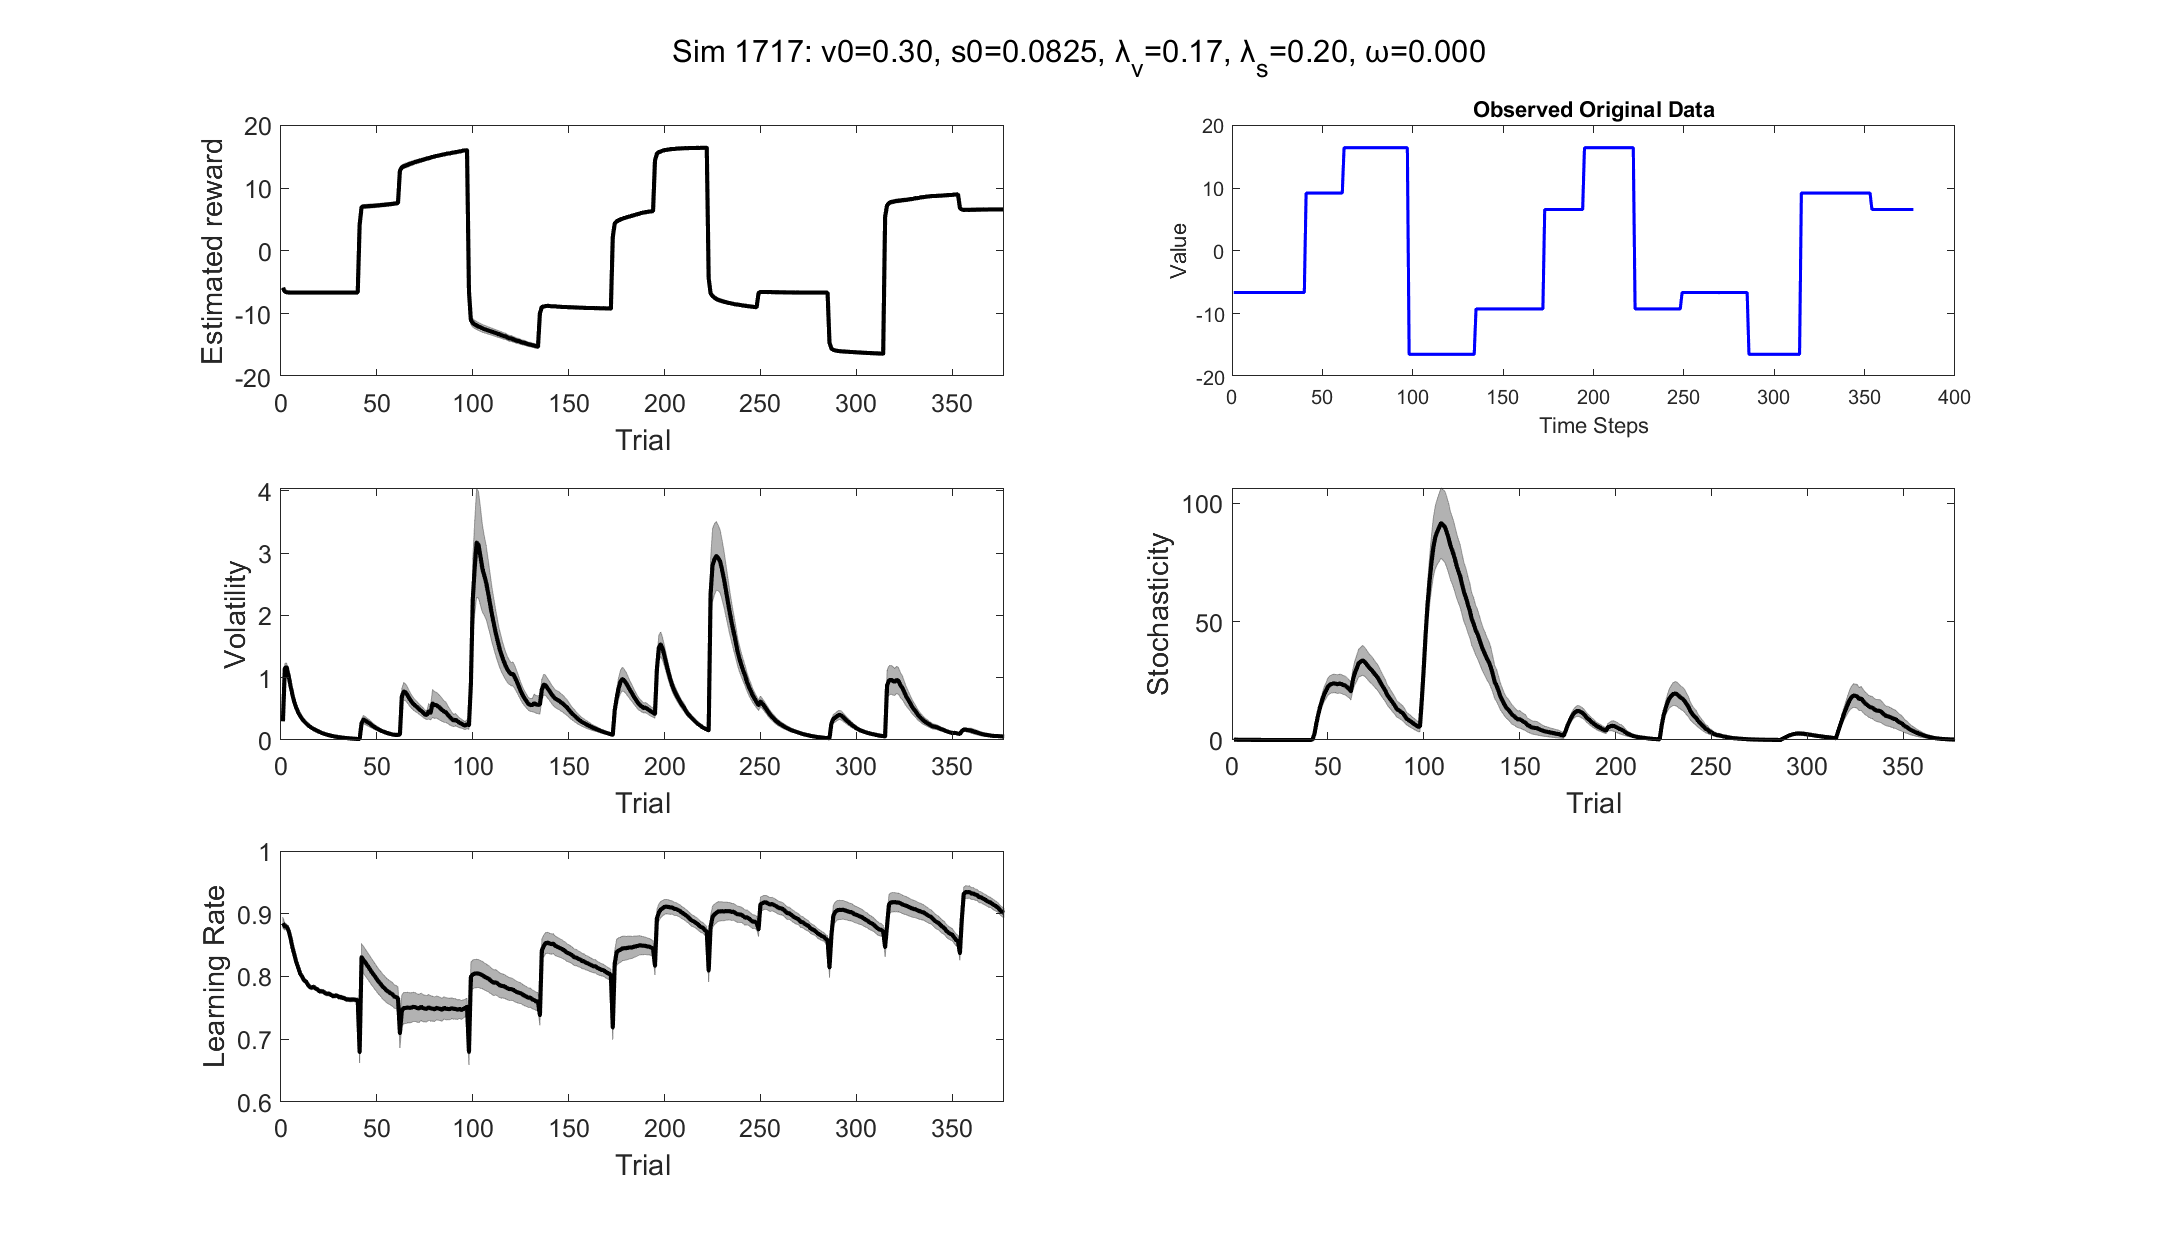 Sim 1717: v0=0.30, s0=0.0825, λv=0.17, λs=0.20, ω=0.000
Estimated reward
20
10
0
-10
-20
0 50 100 150 200 250 300 350
Trial
Observed Original Data
Value
20
10
0
-10
-20
0 50 100 150 200 250 300 350 400
Time Steps
Volatility
4
3
2
1
0
0 50 100 150 200 250 300 350
Trial
Stochasticity
100
50
0
0 50 100 150 200 250 300 350
Trial
Learning Rate
1
0.9
0.8
0.7
0.6
0 50 100 150 200 250 300 350
Trial